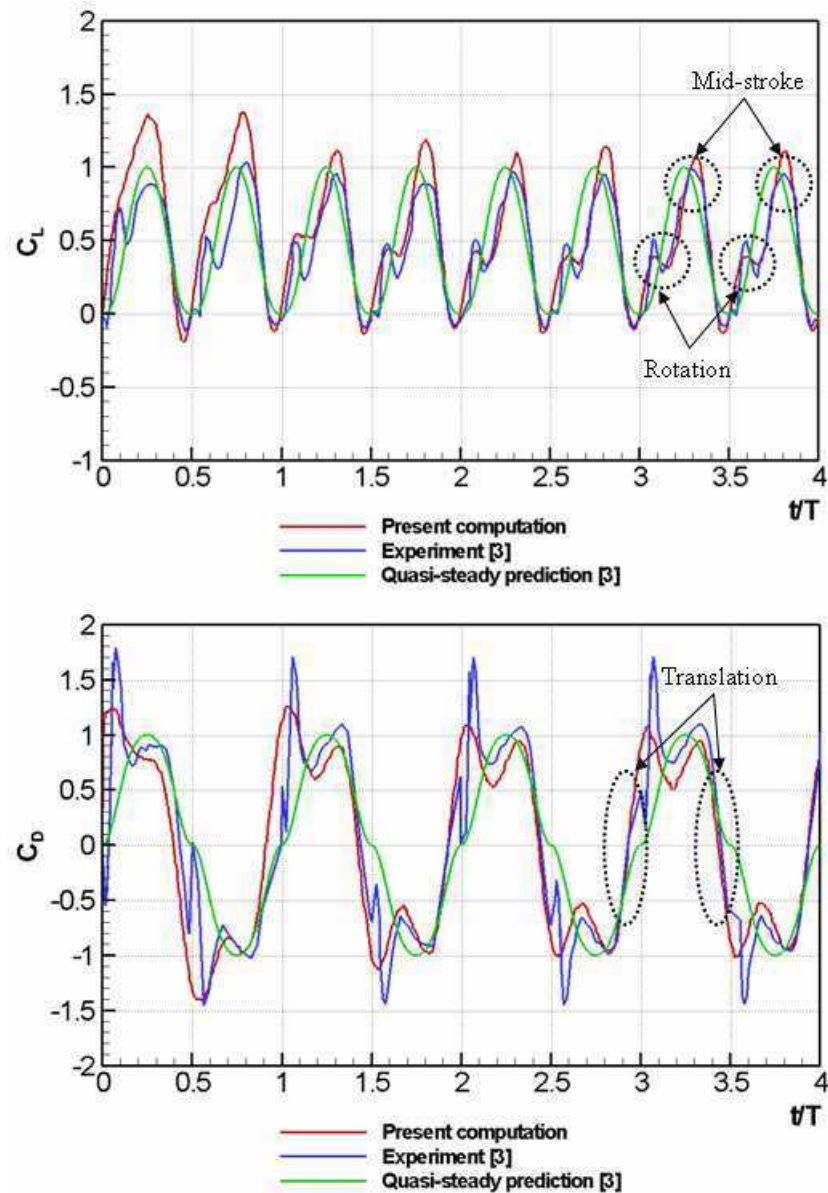 2
1.5
Mid-stroke
1
0.5
C_L
0
Rotation
-0.5
-1
0 0.5 1 1.5 2 2.5 3 3.5 4
t/T
Present computation
Experiment [3]
Quasi-steady prediction [3]
2
1.5
Translation
1
0.5
C_D
0
-0.5
-1
-1.5
-2
0 0.5 1 1.5 2 2.5 3 3.5 4
t/T
Present computation
Experiment [3]
Quasi-steady prediction [3]